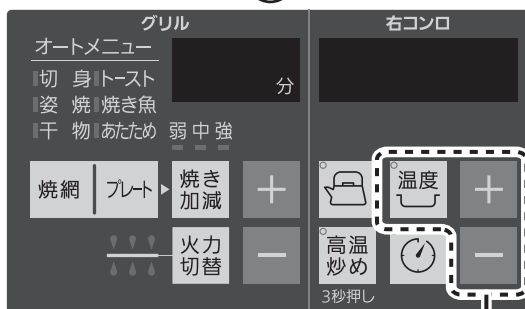 グリル
オートメニュー
切 身 トースト
姿 焼 焼き魚
干 物 あたため
分
弱 中 強
焼網 プレート
焼き
加減
＋
火力
切替
－
右コンロ
温度
＋
高温
炒め
－
3秒押し